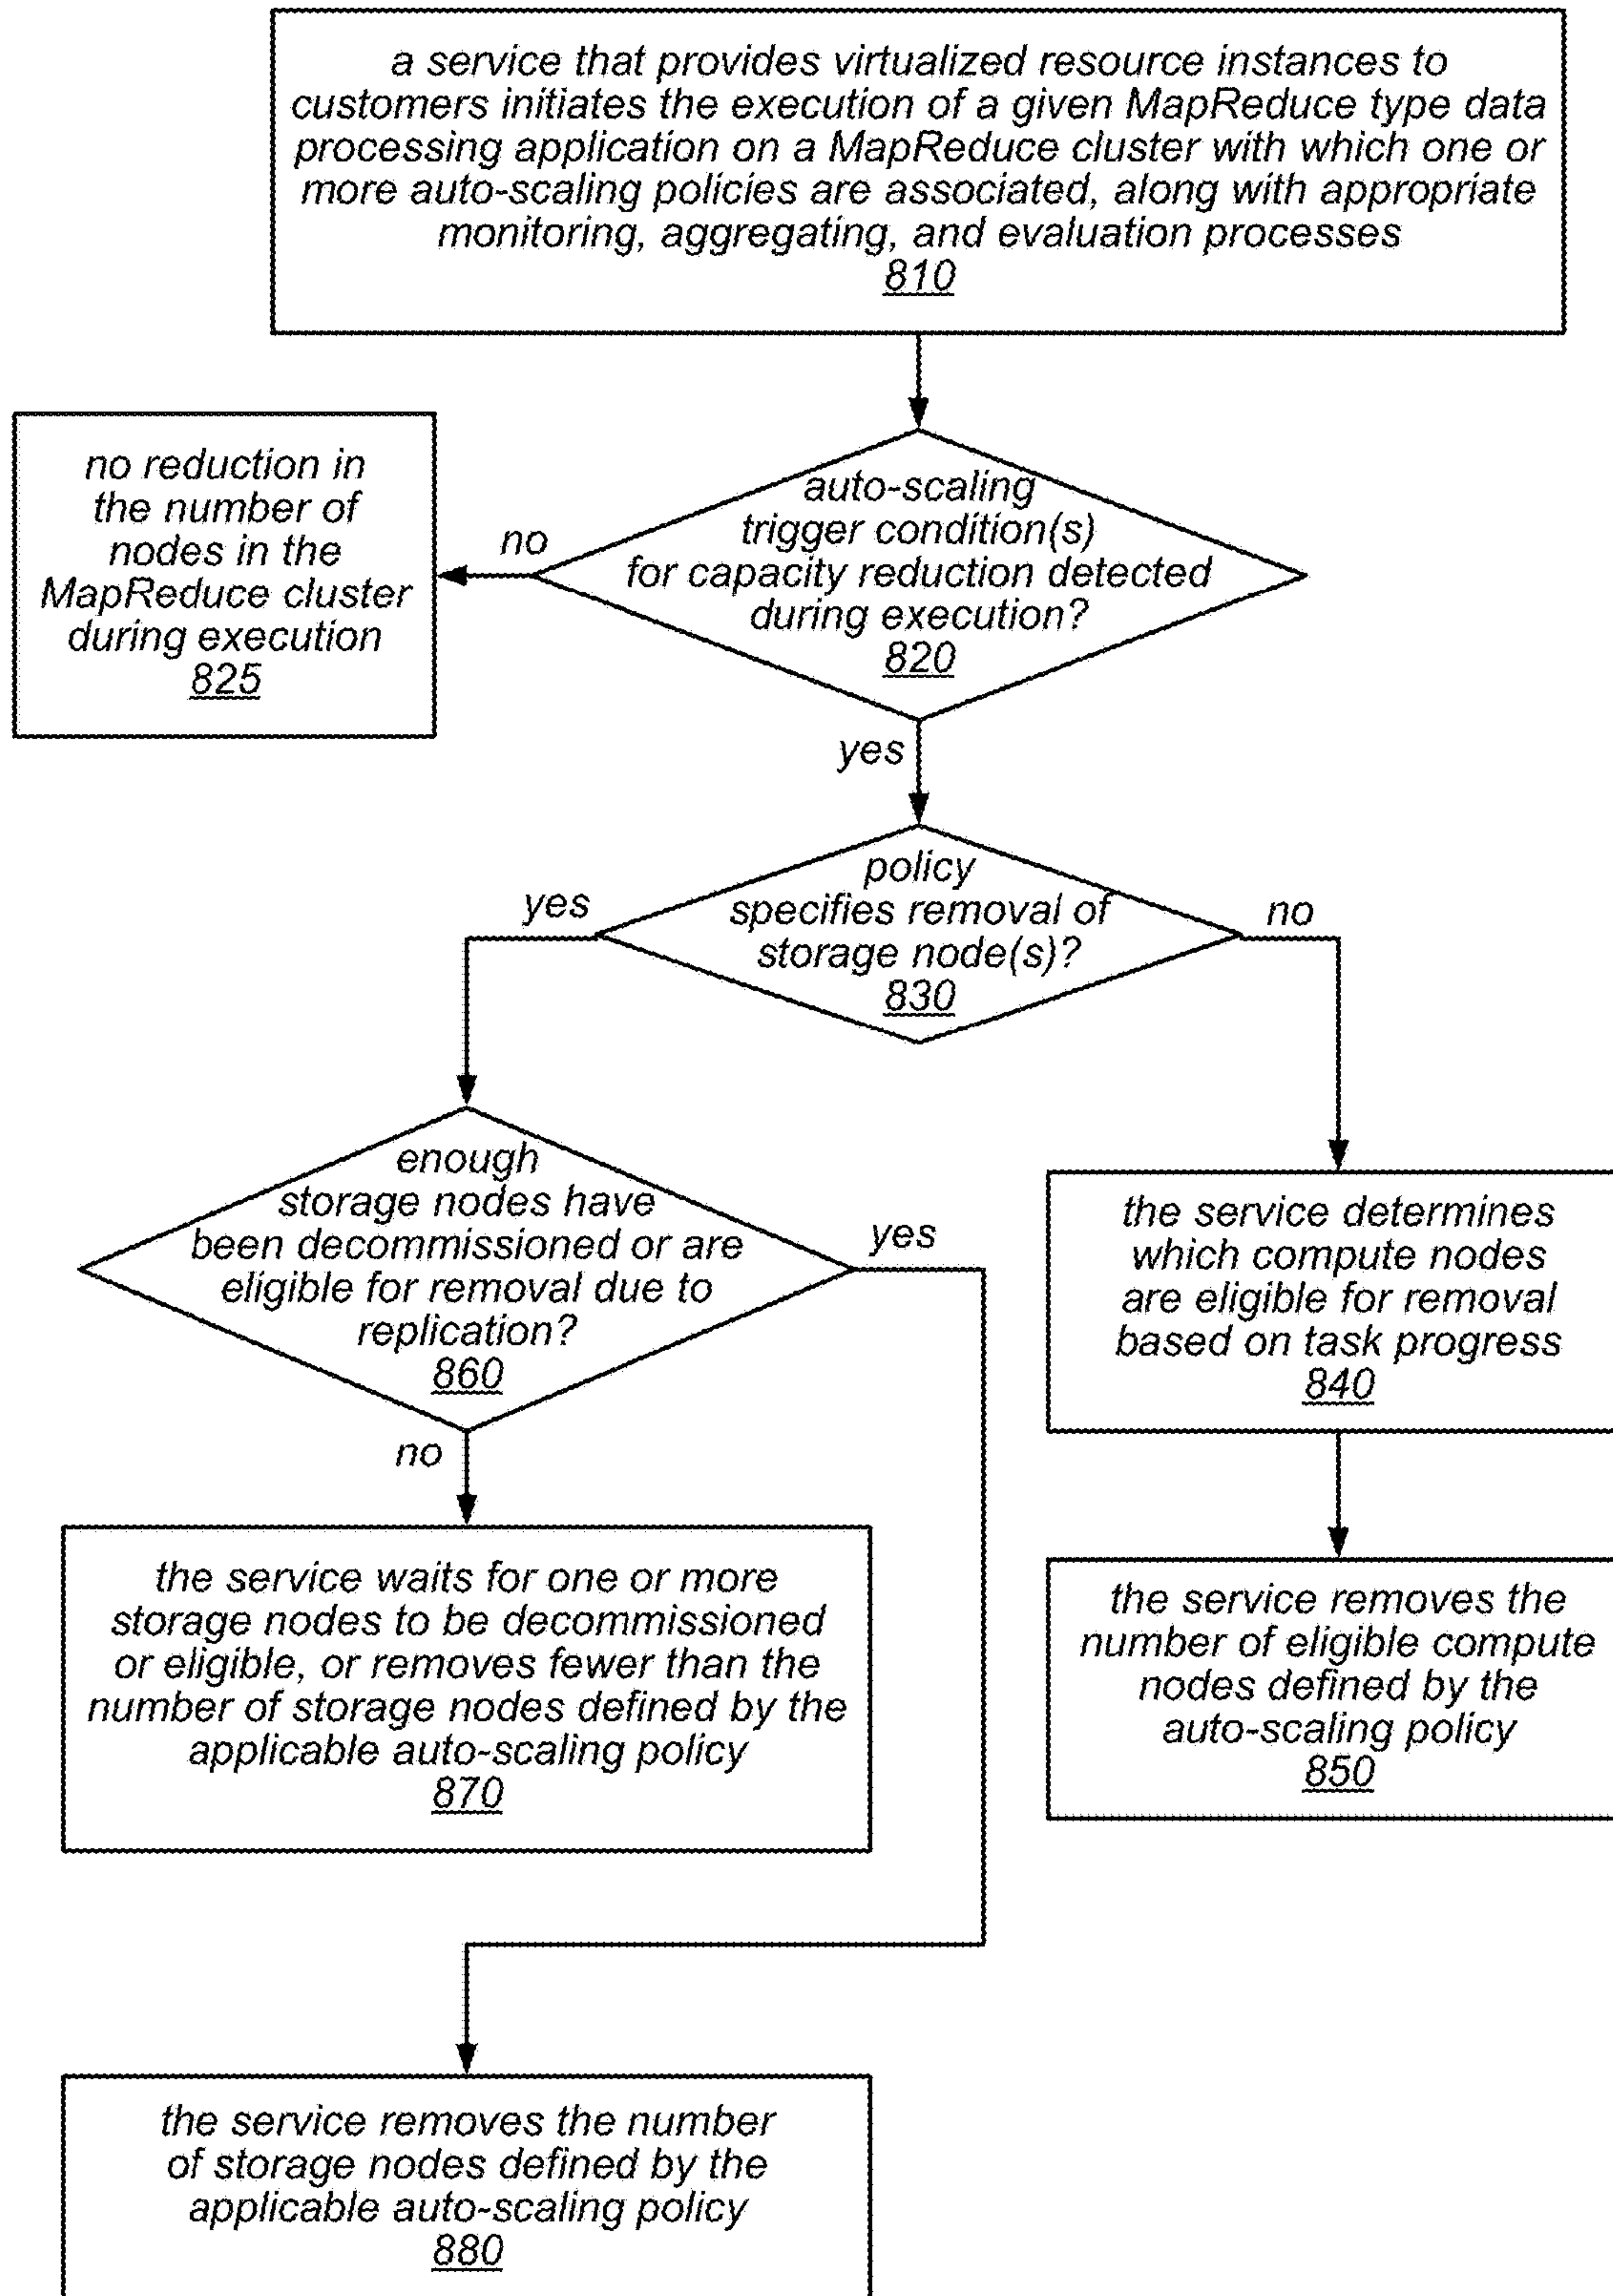 a service that provides virtualized resource instances to
customers initiates the execution of a given MapReduce type data
processing application on a MapReduce cluster with which one or
more auto-scaling policies are associated, along with appropriate
monitoring, aggregating, and evaluation processes
810
no reduction in
the number of
nodes in the
MapReduce cluster
during execution
825
no
auto-scaling
trigger condition(s)
for capacity reduction detected
during execution?
820
yes
yes
policy
specifies removal of
storage node(s)?
830
no
enough
storage nodes have
been decommissioned or are
eligible for removal due to
replication?
860
yes
no
the service determines
which compute nodes
are eligible for removal
based on task progress
840
the service waits for one or more
storage nodes to be decommissioned
or eligible, or removes fewer than the
number of storage nodes defined by the
applicable auto-scaling policy
870
the service removes the
number of eligible compute
nodes defined by the
auto-scaling policy
850
the service removes the number
of storage nodes defined by the
applicable auto-scaling policy
880